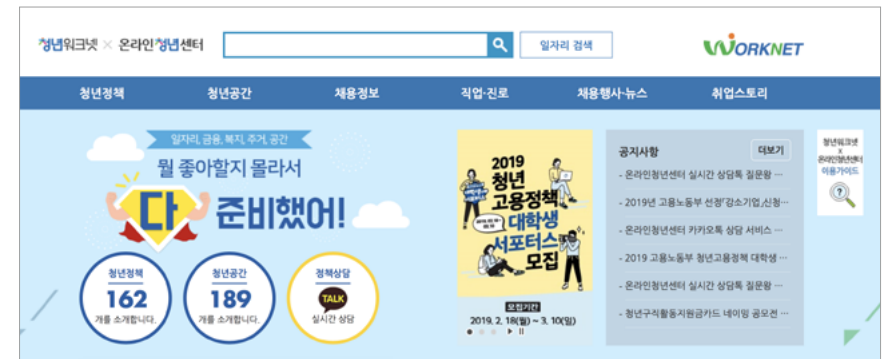 청년워크넷 × 온라인청년센터
일자리 검색
WORKNET
청년정책 청년공간 채용정보 직업·진로 채용행사·뉴스 취업스토리
일자리, 금융, 복지, 주거, 공간
뭘 좋아할지 몰라서
다 준비했어!
청년정책
162
개를 소개합니다.
청년공간
189
개를 소개합니다.
정책상담
TALK
실시간 상담
2019
청년
고용정책
대학생
서포터스
모집
모집기간
2019. 2. 18(월) ~ 3. 10(일)
공지사항
더보기
- 온라인청년센터 실시간 상담톡 질문왕 ···
- 2019년 고용노동부 선정'강소기업,신청···
- 온라인청년센터 카카오톡 상담 서비스 ···
- 2019 고용노동부 청년고용정책 대학생 ···
- 온라인청년센터 실시간 상담톡 질문왕 ···
- 청년구직활동지원금카드 네이밍 공모전 ···
청년워크넷
×
온라인청년센터
이용가이드